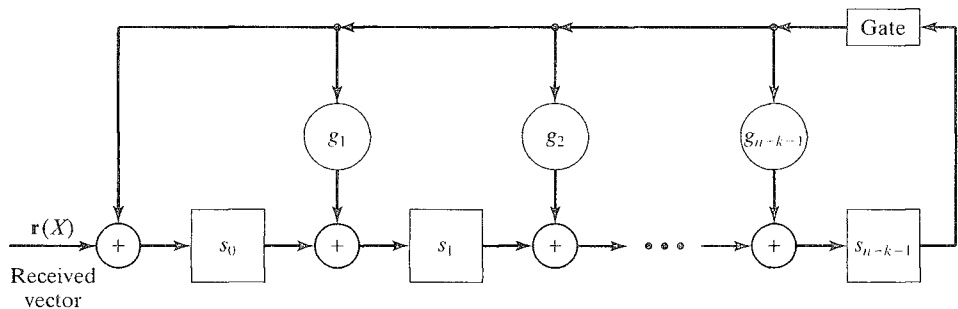 Gate
g₁
g₂
gₙ₋ₖ₋₁
r(X)
+
s₀
+
s₁
+
+
sₙ₋ₖ₋₁
Received
vector